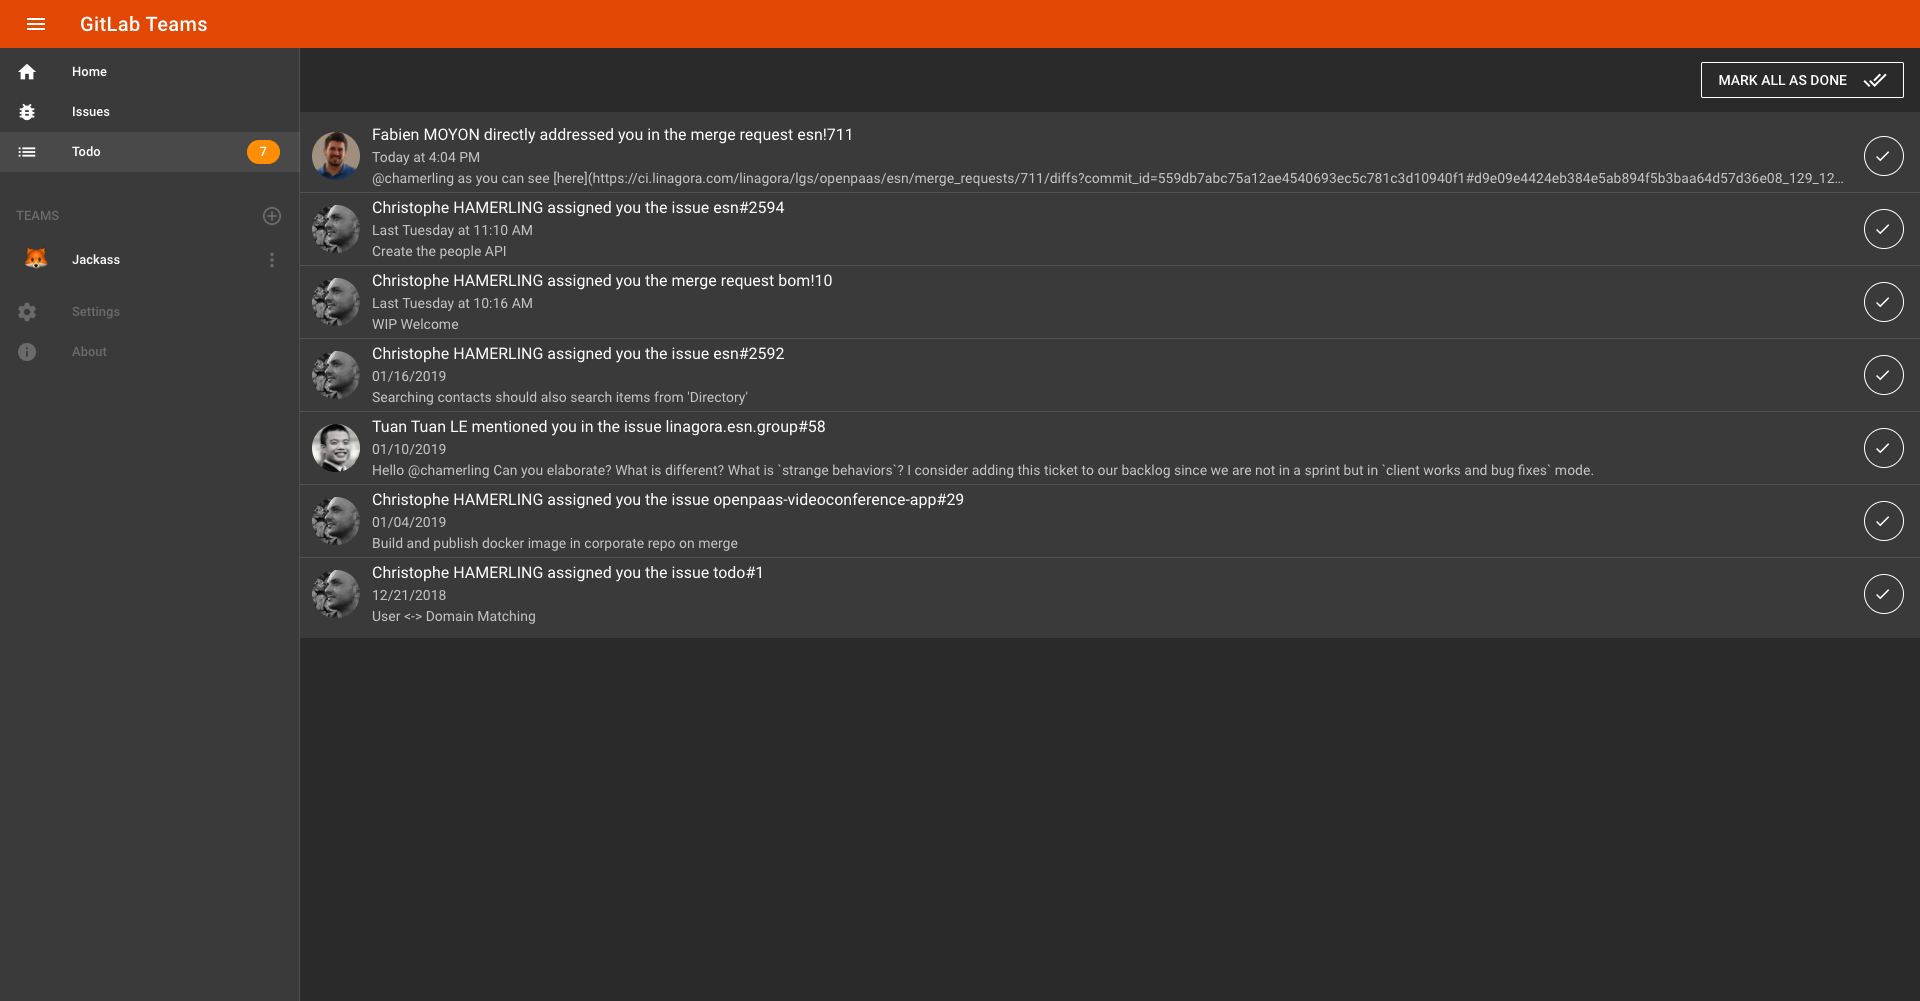 GitLab Teams
Home
Issues
Todo
7
TEAMS
Jackass
Settings
About
MARK ALL AS DONE
Fabien MOYON directly addressed you in the merge request esn!711
Today at 4:04 PM
@chamerling as you can see [here](https://ci.linagora.com/linagora/lgs/openpaas/esn/merge_requests/711/diffs?commit_id=559db7abc75a12ae4540693ec5c781c3d10940f1#d9e09e4424eb384e5ab894f5b3baa64d57d36e08_129_12...
Christophe HAMERLING assigned you the issue esn#2594
Last Tuesday at 11:10 AM
Create the people API
Christophe HAMERLING assigned you the merge request bom!10
Last Tuesday at 10:16 AM
WIP Welcome
Christophe HAMERLING assigned you the issue esn#2592
01/16/2019
Searching contacts should also search items from 'Directory'
Tuan Tuan LE mentioned you in the issue linagora.esn.group#58
01/10/2019
Hello @chamerling Can you elaborate? What is different? What is `strange behaviors`? I consider adding this ticket to our backlog since we are not in a sprint but in `client works and bug fixes` mode.
Christophe HAMERLING assigned you the issue openpaas-videoconference-app#29
01/04/2019
Build and publish docker image in corporate repo on merge
Christophe HAMERLING assigned you the issue todo#1
12/21/2018
User <-> Domain Matching